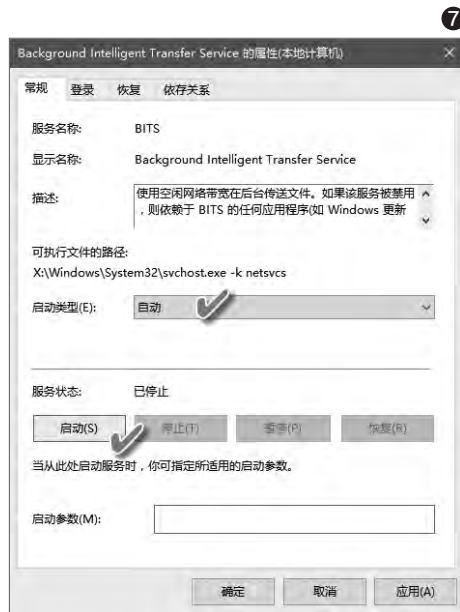 ❼
Background Intelligent Transfer Service 的属性(本地计算机)
常规 登录 恢复 依存关系
服务名称: BITS
显示名称: Background Intelligent Transfer Service
描述: 使用空闲网络带宽在后台传送文件。如果该服务被禁用
，则依赖于 BITS 的任何应用程序(如 Windows 更新
可执行文件的路径:
X:\Windows\System32\svchost.exe -k netsvcs
启动类型(E): 自动
服务状态: 已停止
启动(S) 停止(T) 暂停(P) 恢复(R)
当从此处启动服务时，你可指定所适用的启动参数。
启动参数(M):
确定 取消 应用(A)